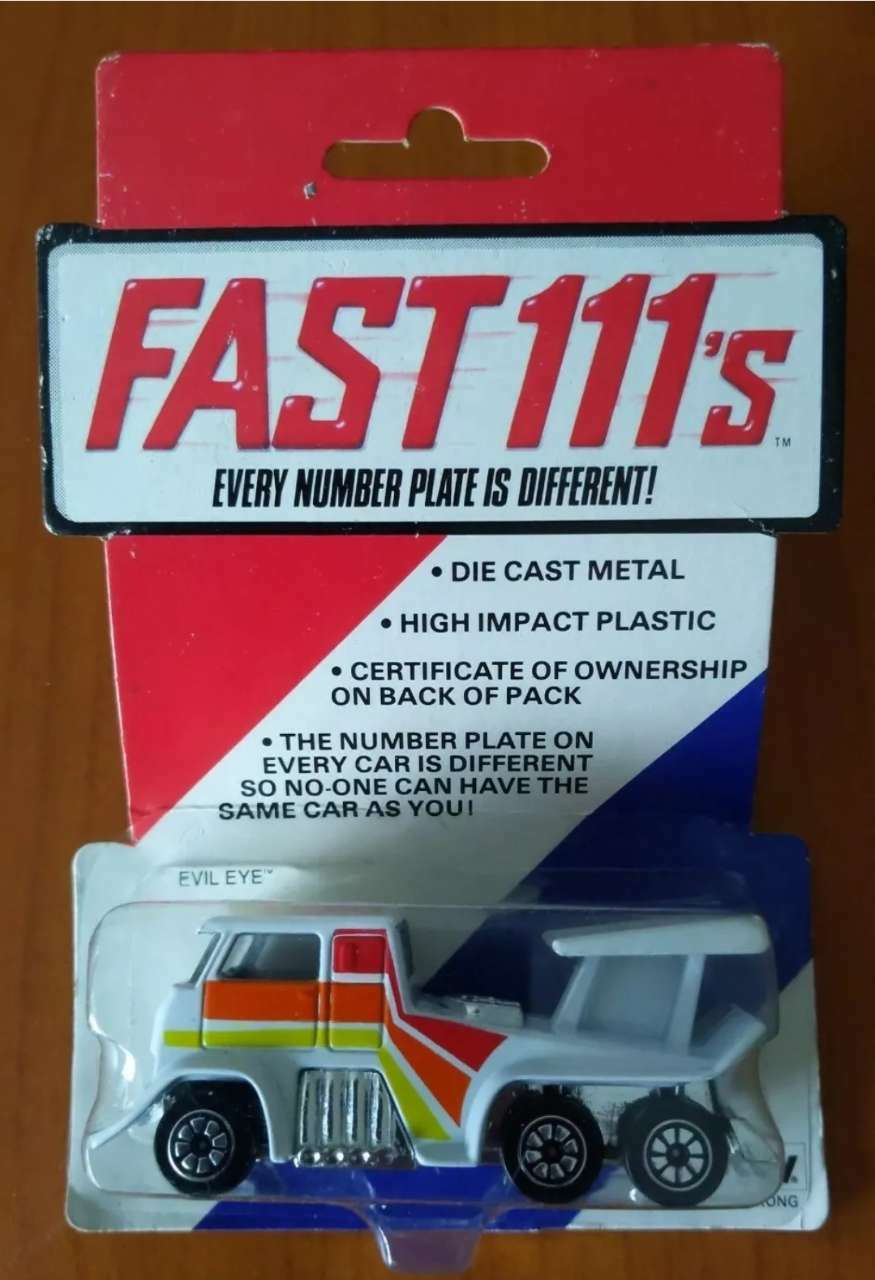 FAST 111's
TM
EVERY NUMBER PLATE IS DIFFERENT!
• DIE CAST METAL
• HIGH IMPACT PLASTIC
• CERTIFICATE OF OWNERSHIP
ON BACK OF PACK
• THE NUMBER PLATE ON
EVERY CAR IS DIFFERENT
SO NO-ONE CAN HAVE THE
SAME CAR AS YOU!
EVIL EYE™